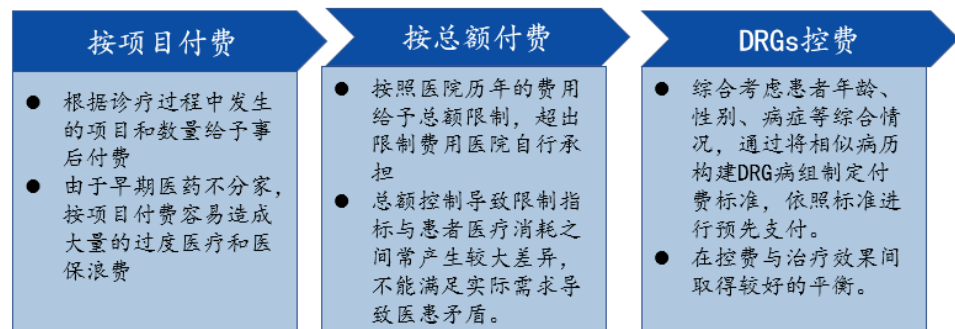 按项目付费
● 根据诊疗过程中发生
的项目和数量给予事
后付费
● 由于早期医药不分家，
按项目付费容易造成
大量的过度医疗和医
保浪费
按总额付费
● 按照医院历年的费用
给予总额限制，超出
限制费用医院自行承
担
● 总额控制导致限制指
标与患者医疗消耗之
间常产生较大差异，
不能满足实际需求导
致医患矛盾。
DRGs控费
● 综合考虑患者年龄、
性别、病症等综合情
况，通过将相似病历
构建DRG病组制定付
费标准，依照标准进
行预先支付。
● 在控费与治疗效果间
取得较好的平衡。